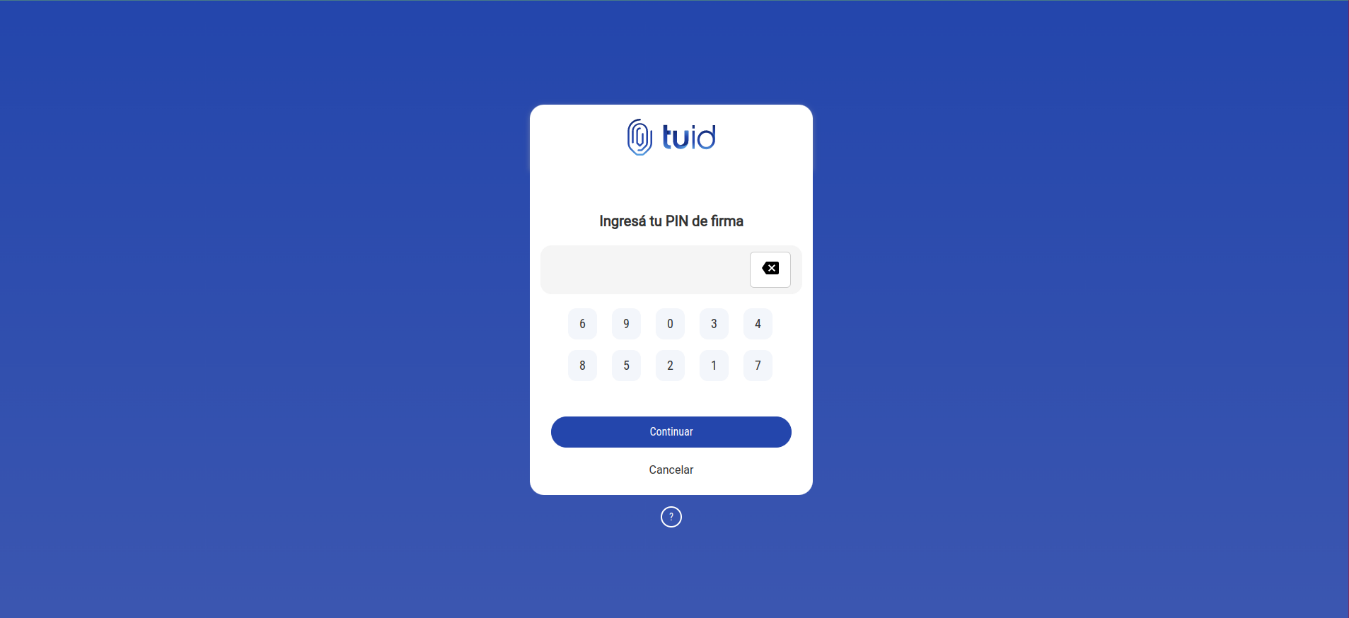 tuid
Ingresá tu PIN de firma
6 9 0 3 4
8 5 2 1 7
Continuar
Cancelar
?